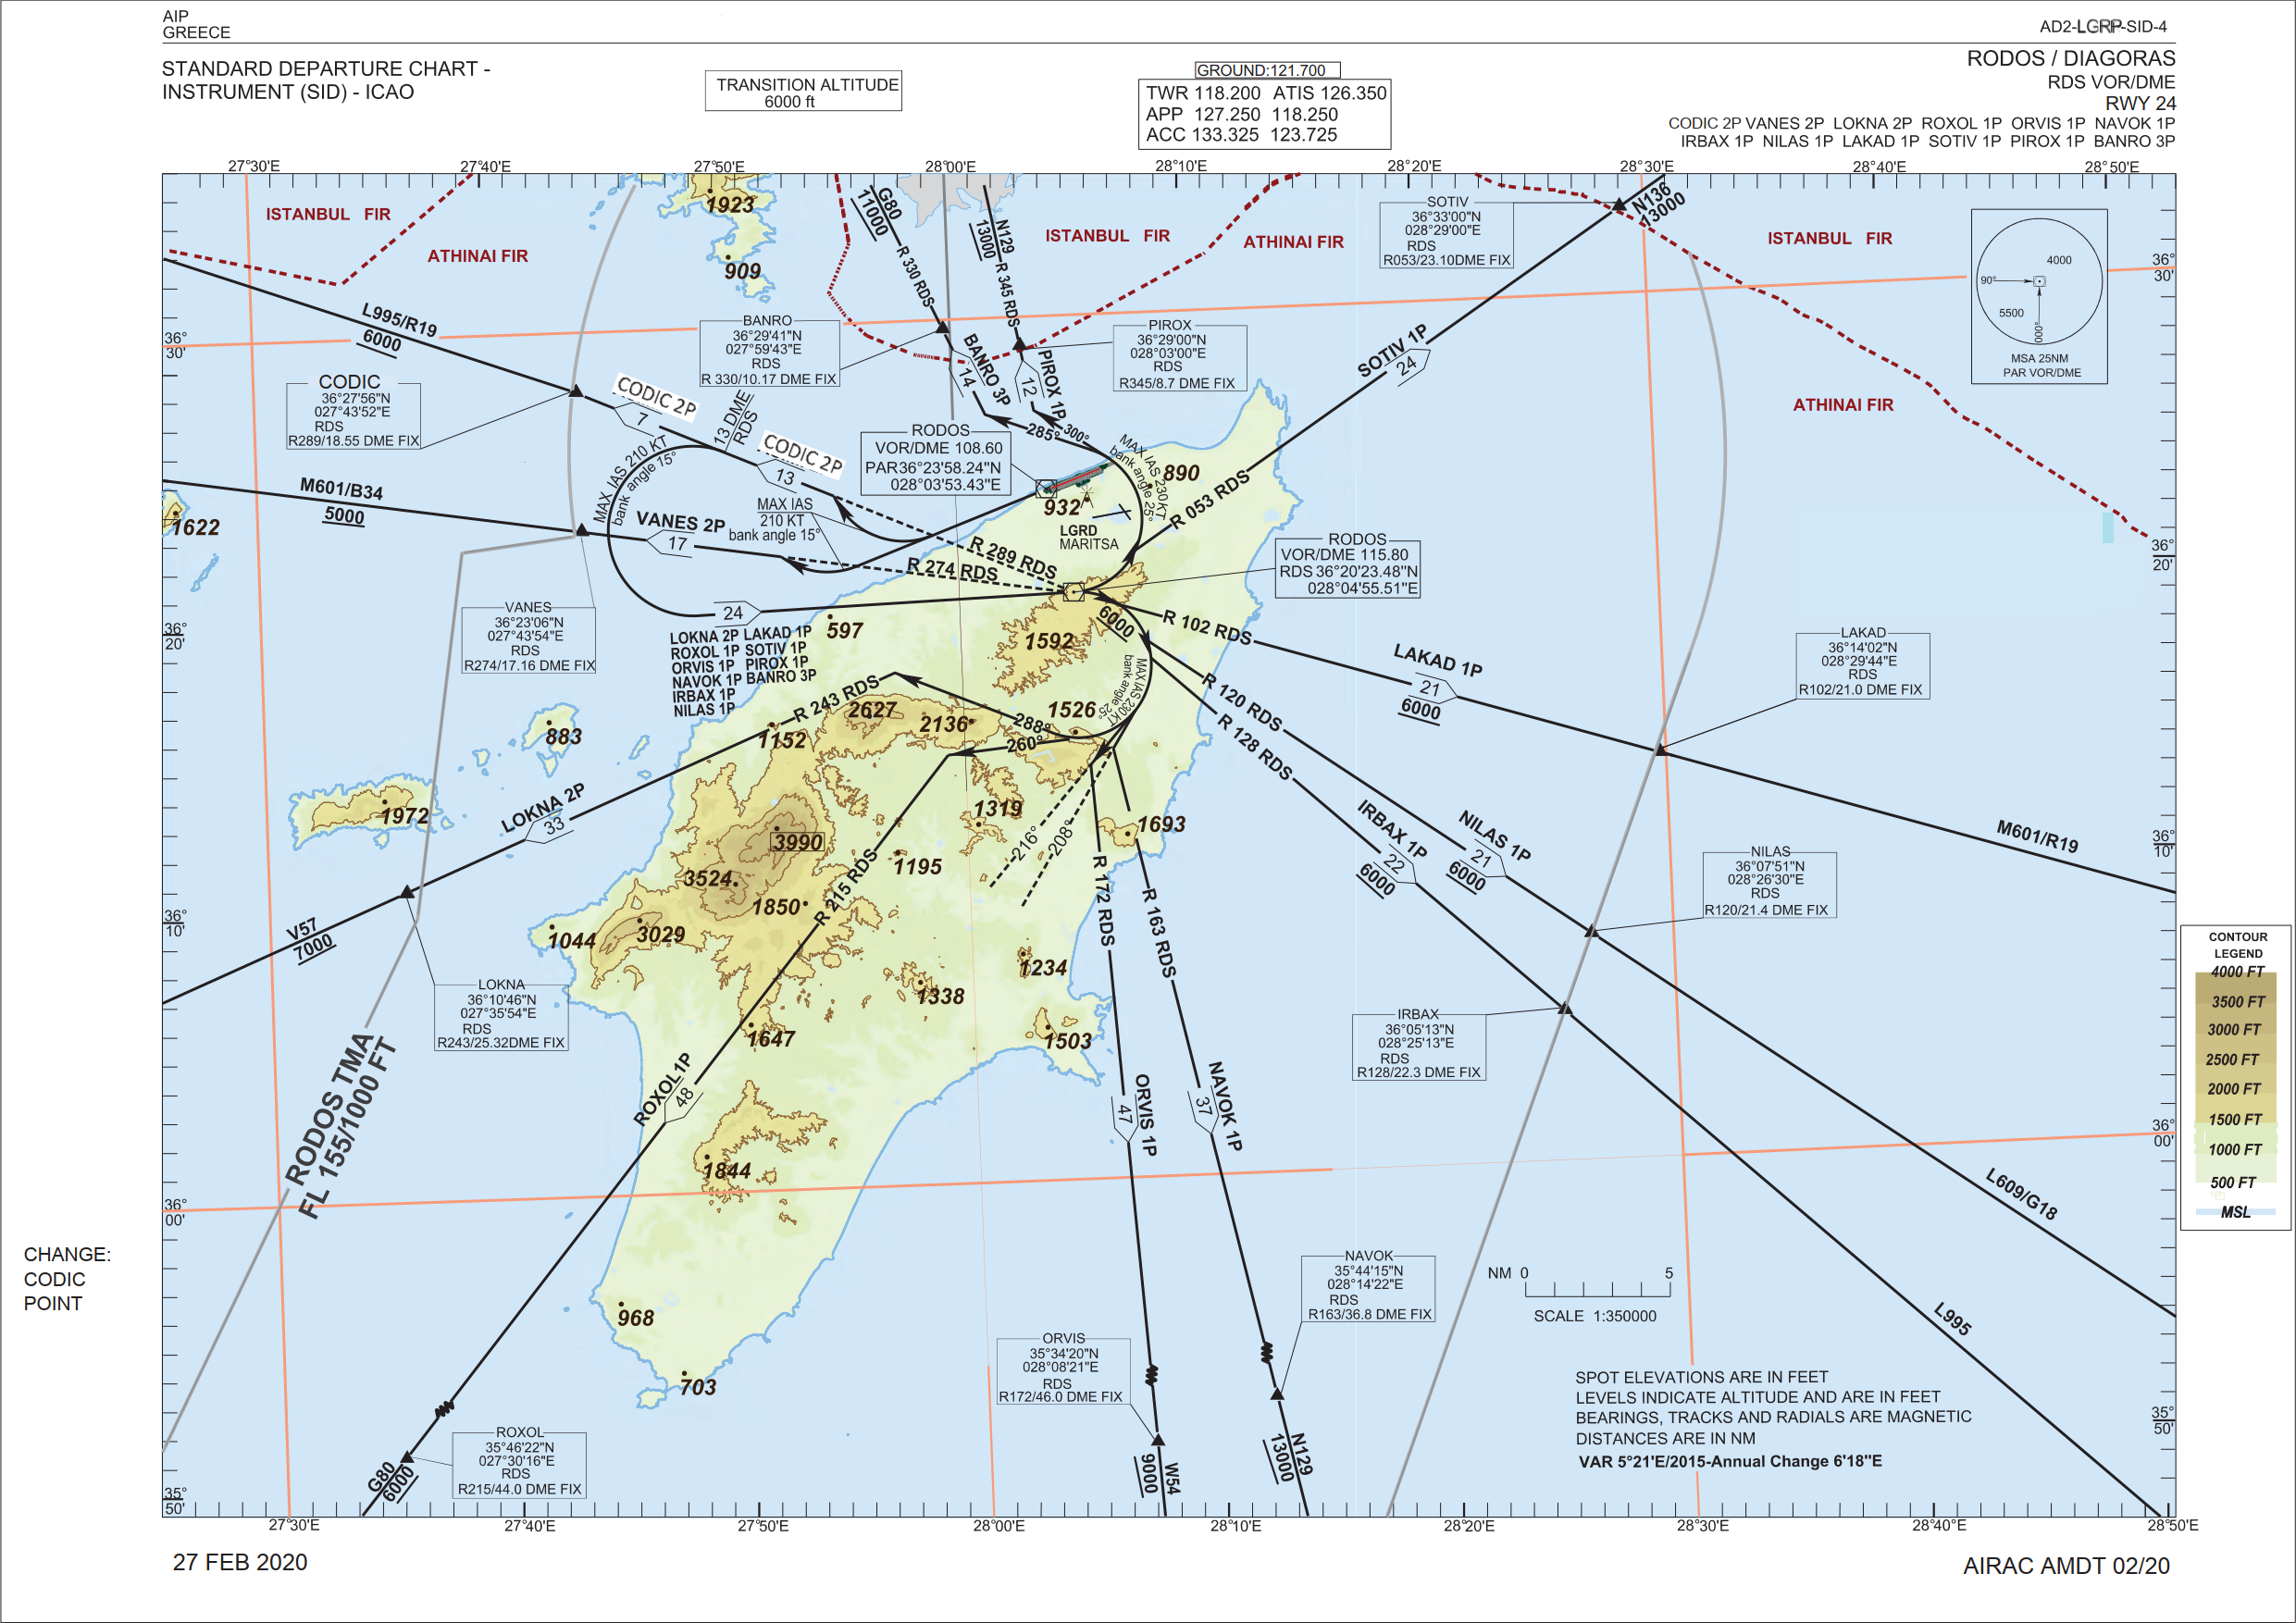 AIP
GREECE
AD2-LGRP-SID-4
STANDARD DEPARTURE CHART -
INSTRUMENT (SID) - ICAO
TRANSITION ALTITUDE
6000 ft
GROUND:121.700
TWR 118.200 ATIS 126.350
APP 127.250 118.250
ACC 133.325 123.725
RODOS / DIAGORAS
RDS VOR/DME
RWY 24
CODIC 2P VANES 2P LOKNA 2P ROXOL 1P ORVIS 1P NAVOK 1P
IRBAX 1P NILAS 1P LAKAD 1P SOTIV 1P PIROX 1P BANRO 3P
27°30'E
27°40'E
27°50'E
28°00'E
28°10'E
28°20'E
28°30'E
28°40'E
28°50'E
ISTANBUL FIR
ATHINAI FIR
1923
909
G80
11000
R 330 RDS
N129
13000
R 345 RDS
ISTANBUL FIR
ATHINAI FIR
SOTIV
36°33'00"N
028°29'00"E
RDS
R053/23.10DME FIX
N136
13000
ISTANBUL FIR
4000
90°
5500
000°
MSA 25NM
PAR VOR/DME
36°
30'
L995/R19
6000
36°
30'
BANRO
36°29'41"N
027°59'43"E
RDS
R 330/10.17 DME FIX
BANRO 3P
14
PIROX 1P
12
PIROX
36°29'00"N
028°03'00"E
RDS
R345/8.7 DME FIX
SOTIV 1P
24
ATHINAI FIR
CODIC
36°27'56"N
027°43'52"E
RDS
R289/18.55 DME FIX
CODIC 2P
7
13 DME
RDS
CODIC 2P
13
MAX IAS 210 KT
bank angle 15°
RODOS
VOR/DME 108.60
PAR36°23'58.24"N
028°03'53.43"E
285°
300°
MAX IAS 230KT
bank angle 25°
890
932
LGRD
MARITSA
R 053 RDS
M601/B34
5000
1622
VANES 2P
17
MAX IAS
210 KT
bank angle 15°
R 289 RDS
R 274 RDS
RODOS
VOR/DME 115.80
RDS 36°20'23.48"N
028°04'55.51"E
36°
20'
VANES
36°23'06"N
027°43'54"E
RDS
R274/17.16 DME FIX
24
LOKNA 2P LAKAD 1P
ROXOL 1P SOTIV 1P
ORVIS 1P PIROX 1P
NAVOK 1P BANRO 3P
IRBAX 1P
NILAS 1P
597
36°
20'
1592
6000
R 102 RDS
LAKAD 1P
21
6000
LAKAD
36°14'02"N
028°29'44"E
RDS
R102/21.0 DME FIX
MAX IAS 230 KT
bank angle 25°
R 120 RDS
R 128 RDS
R 243 RDS
2627
2136
1526
288°
260°
1152
883
1972
LOKNA 2P
33
3990
3524
1850
1319
1195
216°
208°
1693
R 215 RDS
R 172 RDS
R 163 RDS
IRBAX 1P
22
6000
NILAS 1P
21
6000
M601/R19
36°
10'
NILAS
36°07'51"N
028°26'30"E
RDS
R120/21.4 DME FIX
V57
7000
36°
10'
1044
3029
LOKNA
36°10'46"N
027°35'54"E
RDS
R243/25.32DME FIX
1234
1338
1647
1503
IRBAX
36°05'13"N
028°25'13"E
RDS
R128/22.3 DME FIX
CONTOUR
LEGEND
4000 FT
3500 FT
3000 FT
2500 FT
2000 FT
1500 FT
1000 FT
500 FT
MSL
RODOS TMA
FL 155/1000 FT
ROXOL1P
48
ORVIS 1P
47
NAVOK 1P
37
36°
00'
36°
00'
1844
L609/G18
CHANGE:
CODIC
POINT
968
703
NAVOK
35°44'15"N
028°14'22"E
RDS
R163/36.8 DME FIX
NM 0 5
SCALE 1:350000
L995
ORVIS
35°34'20"N
028°08'21"E
RDS
R172/46.0 DME FIX
SPOT ELEVATIONS ARE IN FEET
LEVELS INDICATE ALTITUDE AND ARE IN FEET
BEARINGS, TRACKS AND RADIALS ARE MAGNETIC
DISTANCES ARE IN NM
VAR 5°21'E/2015-Annual Change 6'18"E
35°
50'
ROXOL
35°46'22"N
027°30'16"E
RDS
R215/44.0 DME FIX
G80
6000
W54
9000
N129
13000
35°
50'
27°30'E
27°40'E
27°50'E
28°00'E
28°10'E
28°20'E
28°30'E
28°40'E
28°50'E
27 FEB 2020
AIRAC AMDT 02/20